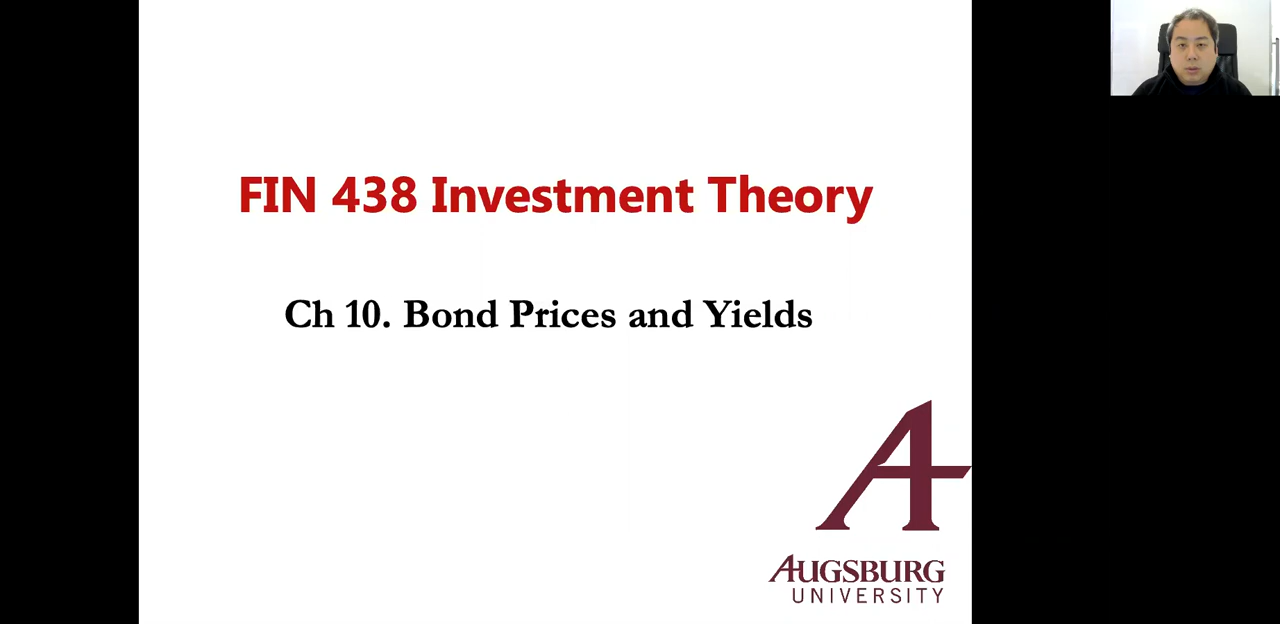 FIN 438 Investment Theory
Ch 10. Bond Prices and Yields
AUGSBURG
UNIVERSITY